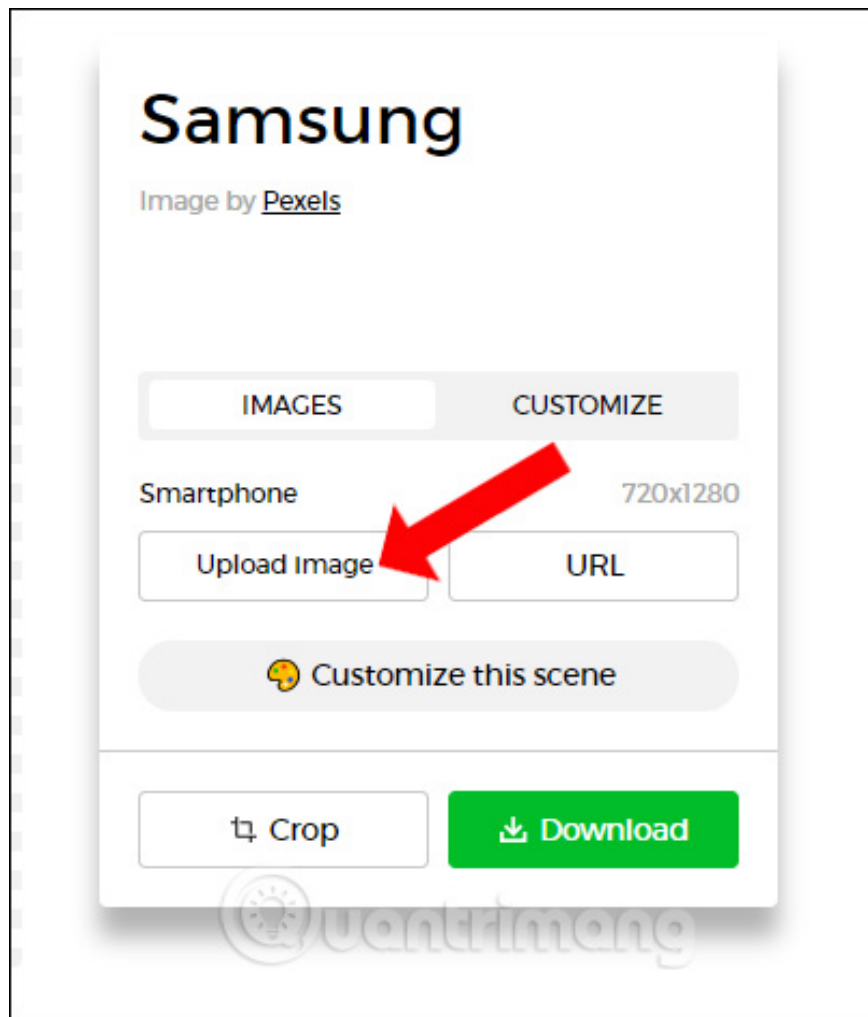 Samsung
Image by Pexels
IMAGES CUSTOMIZE
Smartphone 720x1280
Upload Image URL
Customize this scene
Crop Download
Quantrimang